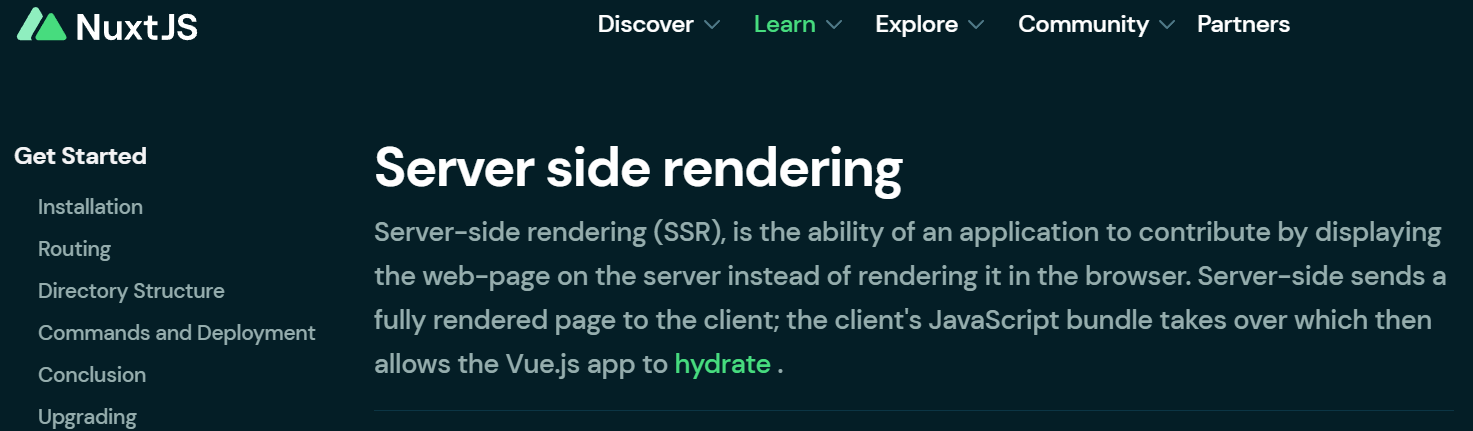 NuxtJS
Discover Learn Explore Community Partners
Get Started
Installation
Routing
Directory Structure
Commands and Deployment
Conclusion
Upgrading
Server side rendering
Server-side rendering (SSR), is the ability of an application to contribute by displaying
the web-page on the server instead of rendering it in the browser. Server-side sends a
fully rendered page to the client; the client's JavaScript bundle takes over which then
allows the Vue.js app to hydrate .